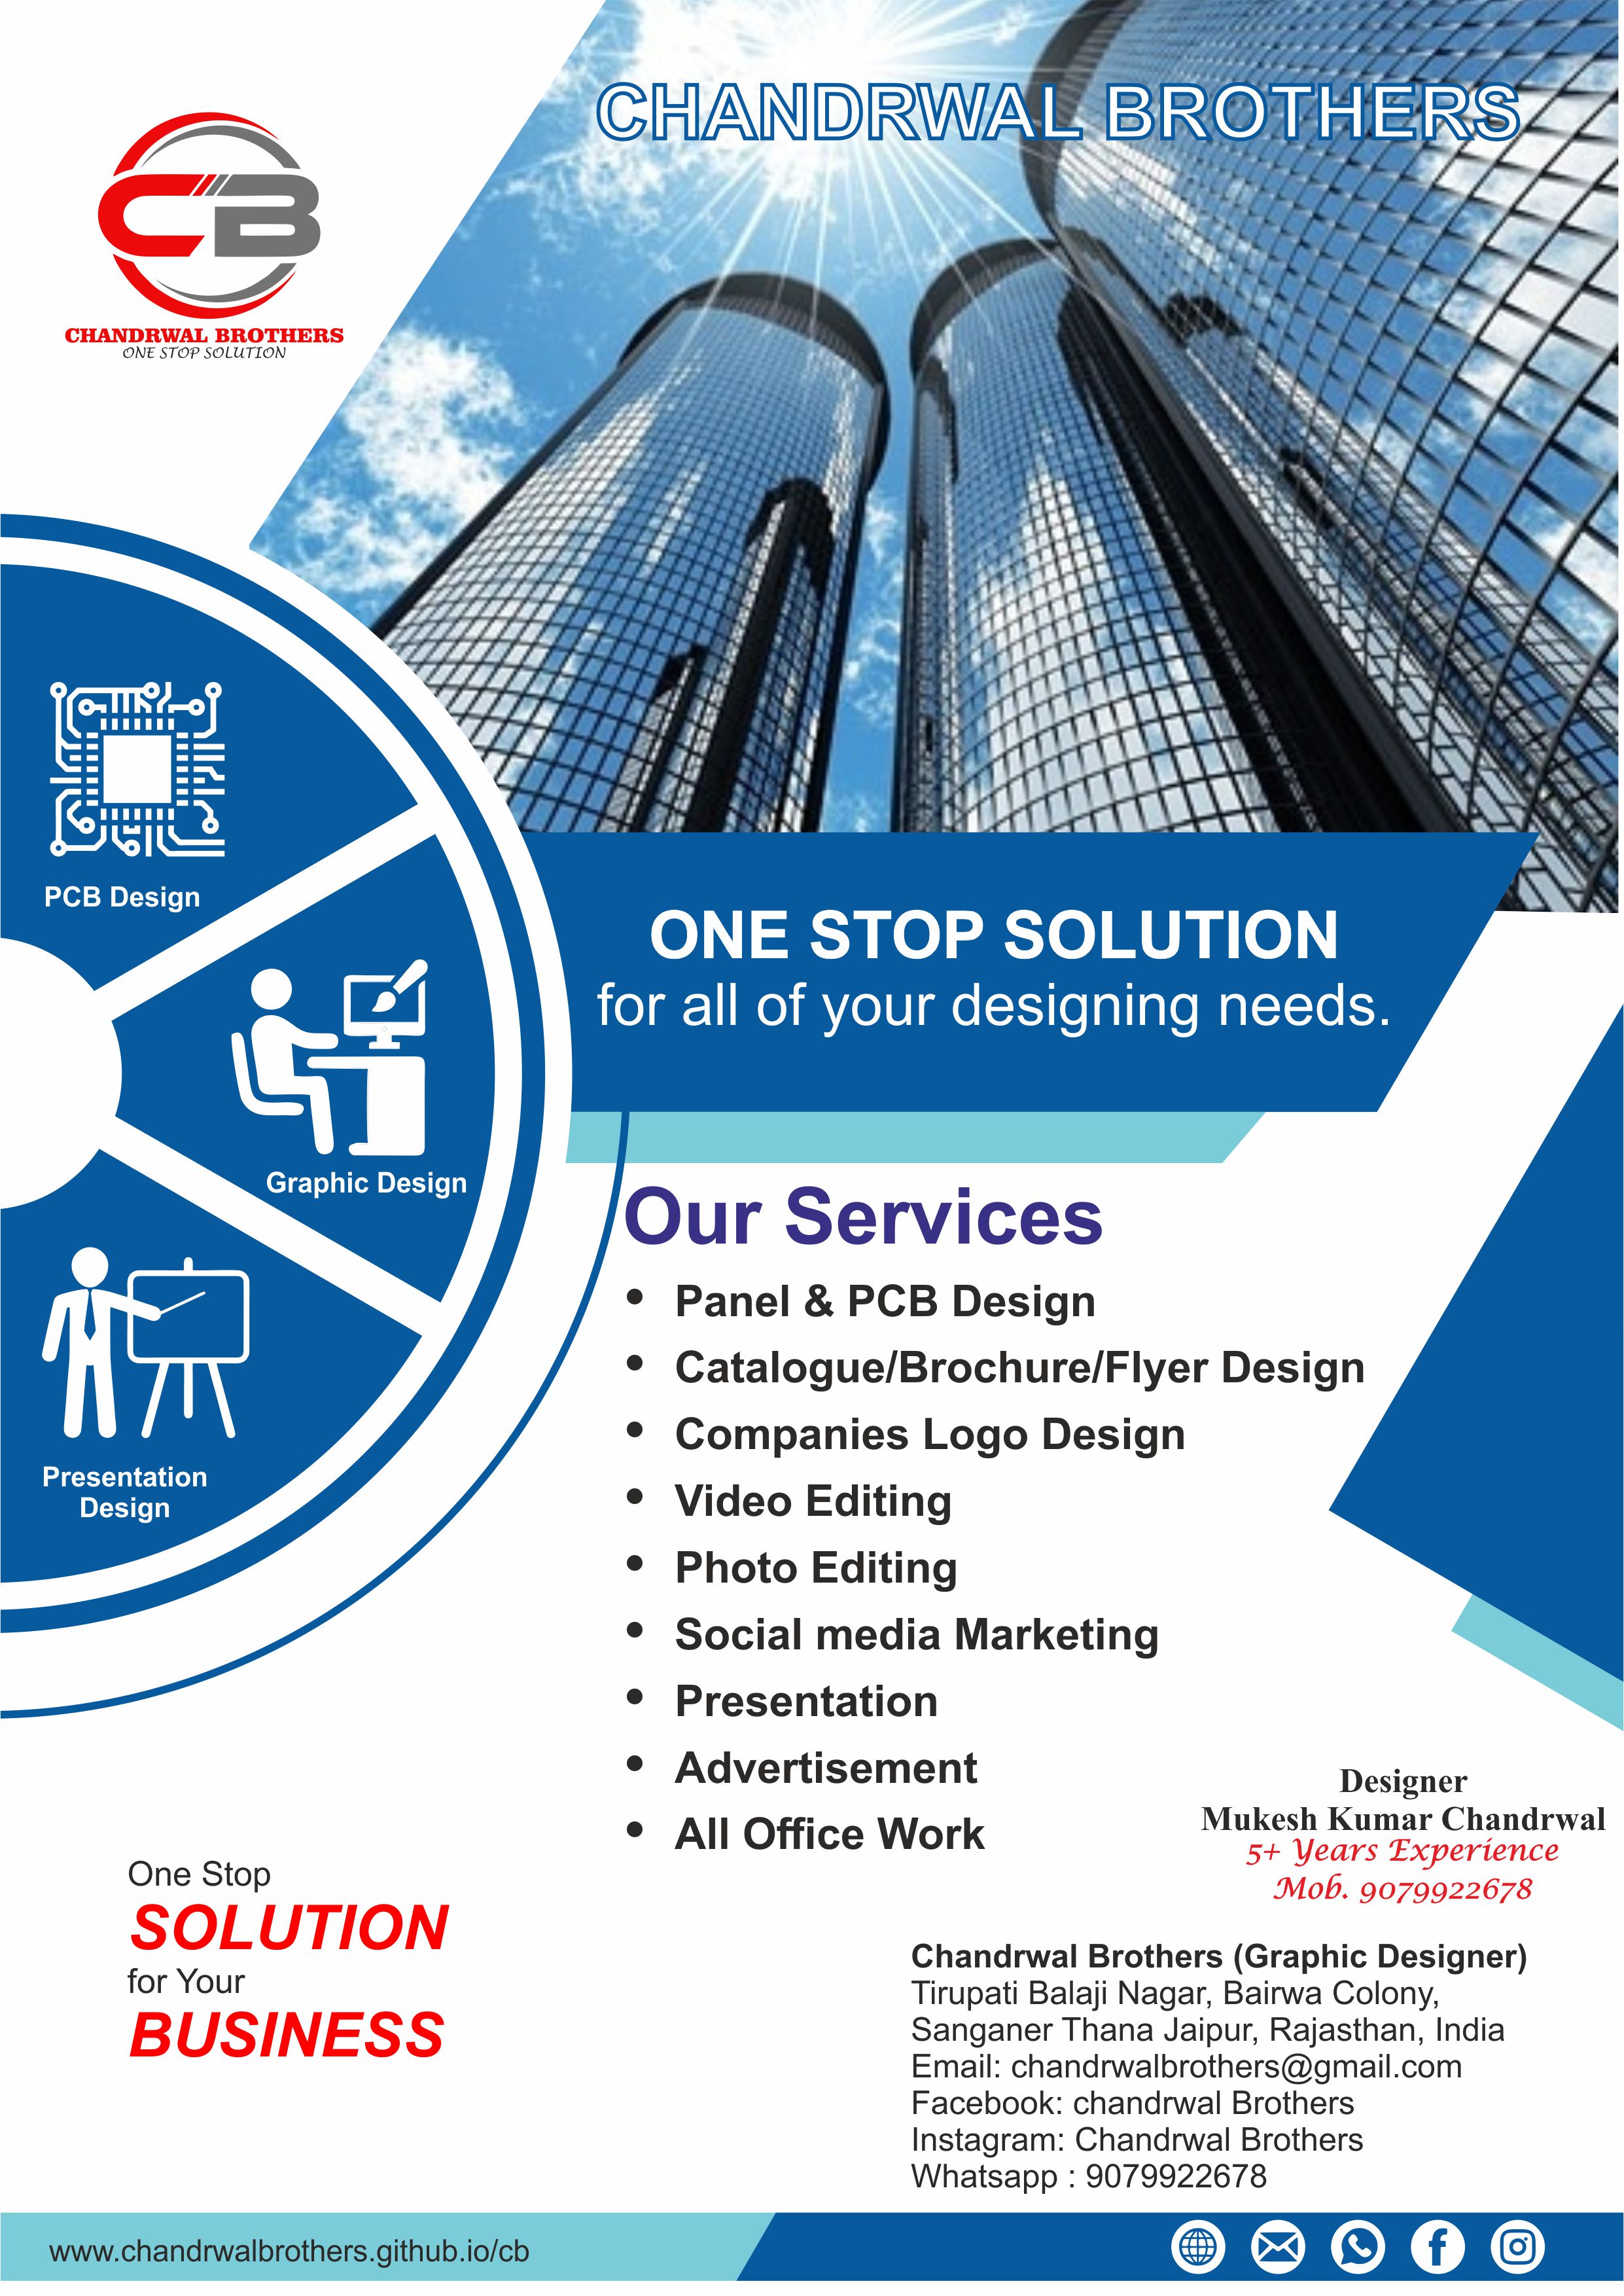 CHANDRWAL BROTHERS
CB
CHANDRWAL BROTHERS
ONE STOP SOLUTION
PCB Design
Graphic Design
Presentation
Design
ONE STOP SOLUTION
for all of your designing needs.
Our Services
• Panel & PCB Design
• Catalogue/Brochure/Flyer Design
• Companies Logo Design
• Video Editing
• Photo Editing
• Social media Marketing
• Presentation
• Advertisement
• All Office Work
Designer
Mukesh Kumar Chandrwal
5+ Years Experience
Mob. 9079922678
One Stop
SOLUTION
for Your
BUSINESS
Chandrwal Brothers (Graphic Designer)
Tirupati Balaji Nagar, Bairwa Colony,
Sanganer Thana Jaipur, Rajasthan, India
Email: chandrwalbrothers@gmail.com
Facebook: chandrwal Brothers
Instagram: Chandrwal Brothers
Whatsapp : 9079922678
www.chandrwalbrothers.github.io/cb